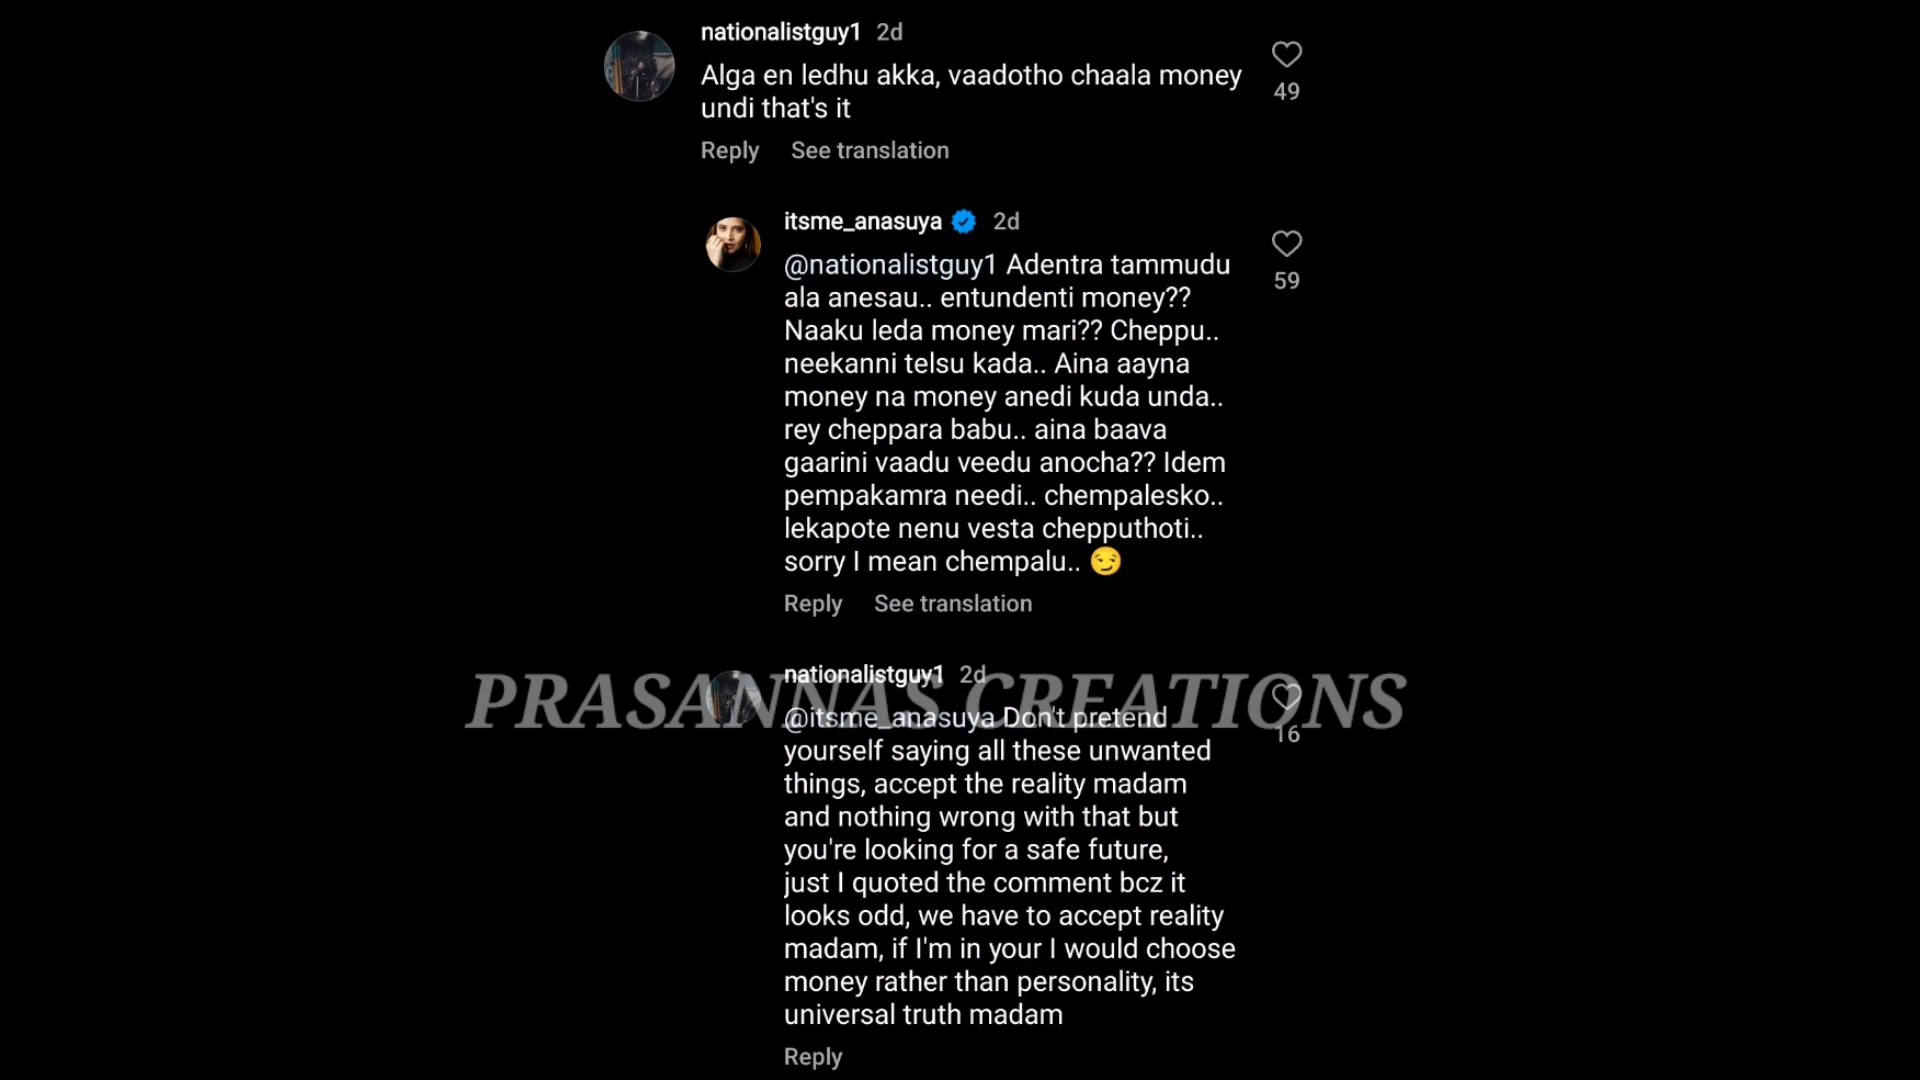 nationalistguy1 2d
Alga en ledhu akka, vaadotho chaala money
undi that's it
49
Reply See translation
itsme_anasuya 2d
@nationalistguy1 Adentra tammudu
ala anesau.. entundenti money??
Naaku leda money mari?? Cheppu..
neekanni telsu kada.. Aina aayna
money na money anedi kuda unda..
rey cheppara babu.. aina baava
gaarini vaadu veedu anocha?? Idem
pempakamra needi.. chempalesko..
lekapote nenu vesta chepputhoti..
sorry I mean chempalu.. 😏
59
Reply See translation
nationalistguy1 2d
PRASANNAS CREATIONS
@itsme_anasuya Don't pretend
yourself saying all these unwanted
things, accept the reality madam
and nothing wrong with that but
you're looking for a safe future,
just I quoted the comment bcz it
looks odd, we have to accept reality
madam, if I'm in your I would choose
money rather than personality, its
universal truth madam
16
Reply